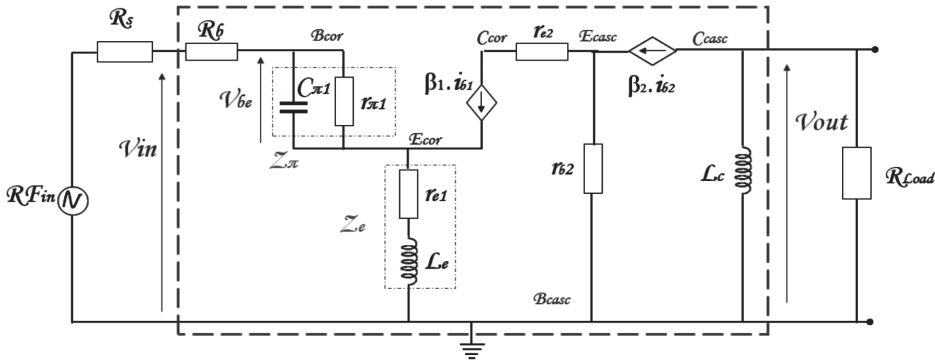 Rs
Rb
Bcor
Ccor
re2
Ecasc
Ccasc
Vbe
Cπ1
rπ1
β1.ib1
β2.ib2
Vin
Zπ
Ecor
Vout
RFin
re1
rb2
Lc
RLoad
Ze
Le
Bcasc